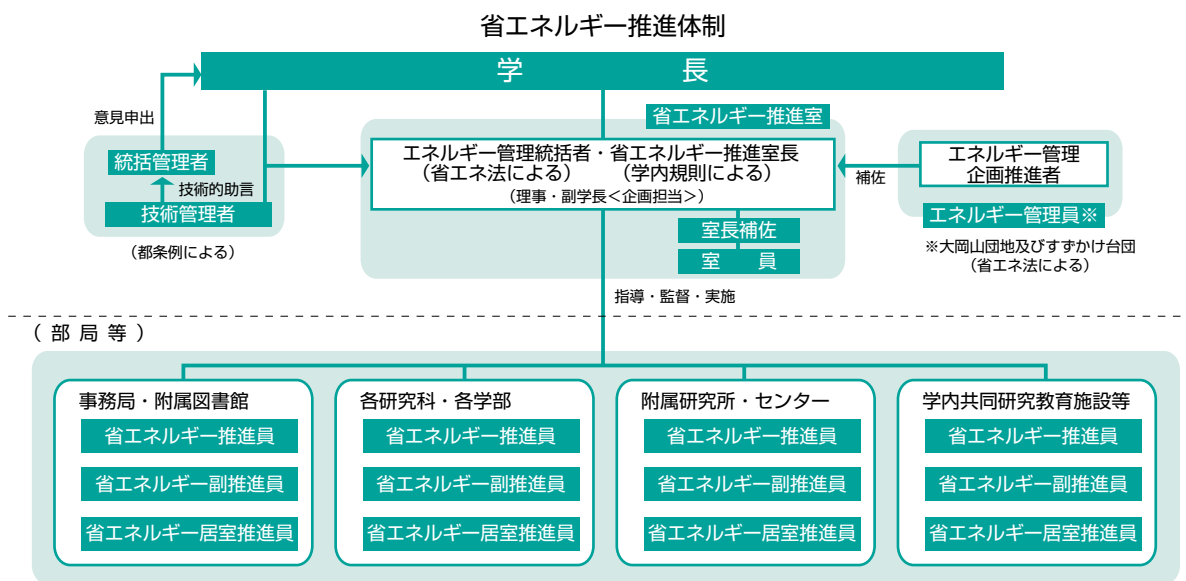 省エネルギー推進体制
学　長
意見申出
統括管理者
技術的助言
技術管理者
（都条例による）
省エネルギー推進室
エネルギー管理統括者・省エネルギー推進室長
（省エネ法による）　（学内規則による）
（理事・副学長＜企画担当＞）
室長補佐
室　員
補佐
エネルギー管理
企画推進者
エネルギー管理員※
※大岡山団地及びすずかけ台団
（省エネ法による）
指導・監督・実施
（部局等）
事務局・附属図書館
省エネルギー推進員
省エネルギー副推進員
省エネルギー居室推進員
各研究科・各学部
省エネルギー推進員
省エネルギー副推進員
省エネルギー居室推進員
附属研究所・センター
省エネルギー推進員
省エネルギー副推進員
省エネルギー居室推進員
学内共同研究教育施設等
省エネルギー推進員
省エネルギー副推進員
省エネルギー居室推進員